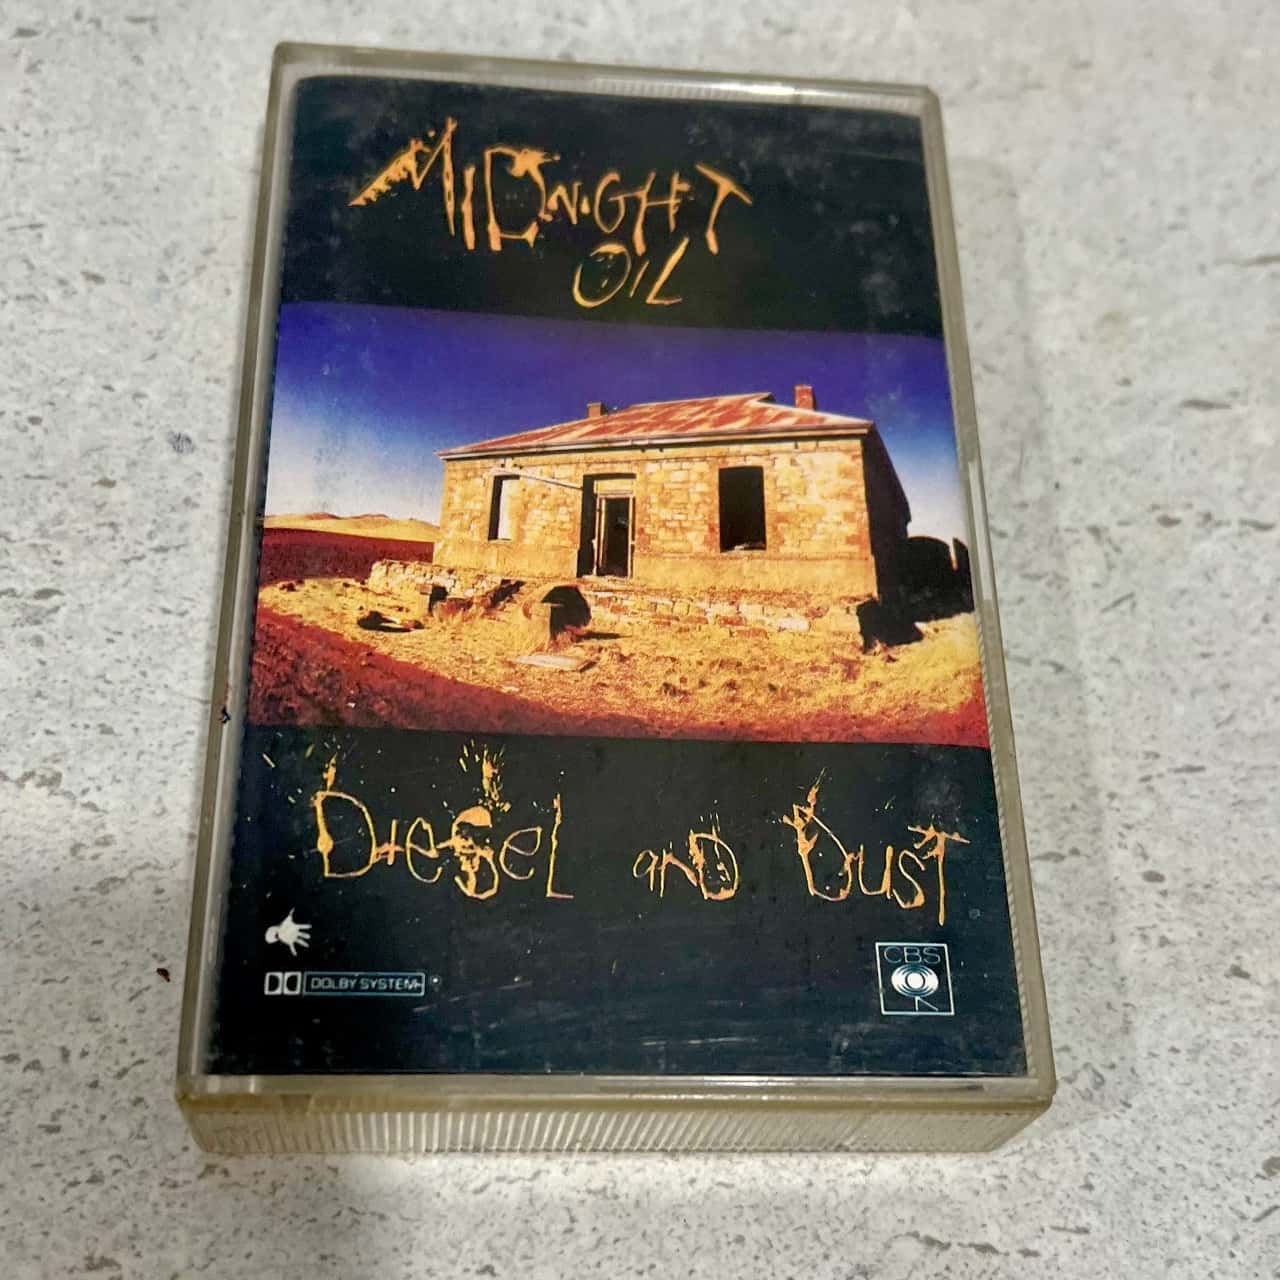 MIDNIGHT
OIL
Diesel and Dust
DOLBY SYSTEM
CBS